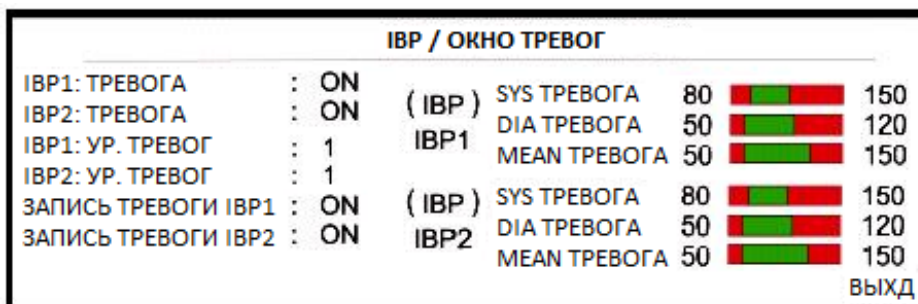 IBP / ОКНО ТРЕВОГ
IBP1: ТРЕВОГА : ON
IBP2: ТРЕВОГА : ON
IBP1: УР. ТРЕВОГ : 1
IBP2: УР. ТРЕВОГ : 1
ЗАПИСЬ ТРЕВОГИ IBP1 : ON
ЗАПИСЬ ТРЕВОГИ IBP2 : ON
( IBP )
IBP1
SYS ТРЕВОГА 80 150
DIA ТРЕВОГА 50 120
MEAN ТРЕВОГА 50 150
( IBP )
IBP2
SYS ТРЕВОГА 80 150
DIA ТРЕВОГА 50 120
MEAN ТРЕВОГА 50 150
ВЫХД